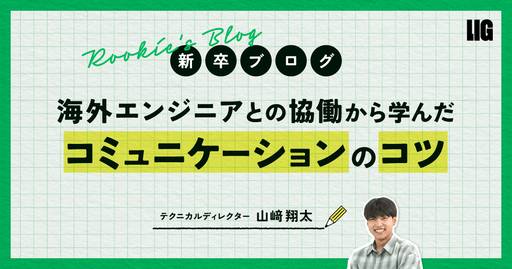 LIG
Rookie's Blog
新卒ブログ
海外エンジニアとの協働から学んだ
コミュニケーションのコツ
テクニカルディレクター 山﨑翔太